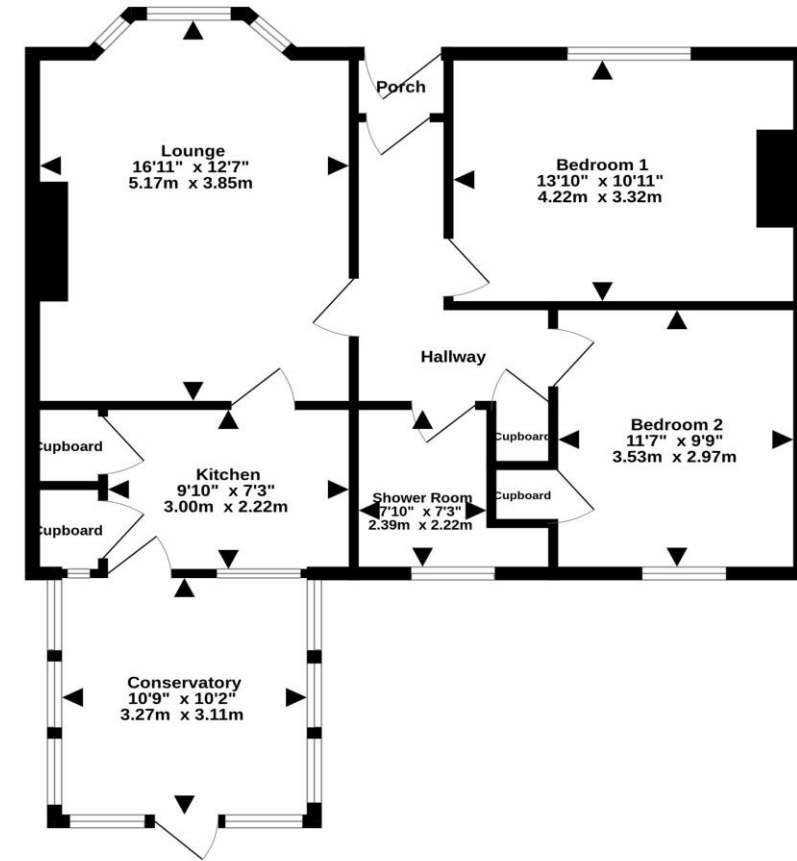 Porch
Lounge
16'11" x 12'7"
5.17m x 3.85m
Bedroom 1
13'10" x 10'11"
4.22m x 3.32m
Hallway
Cupboard
Kitchen
9'10" x 7'3"
3.00m x 2.22m
Cupboard
Shower Room
7'10" x 7'3"
2.39m x 2.22m
Cupboard
Cupboard
Bedroom 2
11'7" x 9'9"
3.53m x 2.97m
Conservatory
10'9" x 10'2"
3.27m x 3.11m